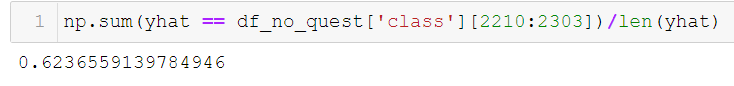 1 np.sum(yhat == df_no_quest['class'][2210:2303])/len(yhat)
0.6236559139784946